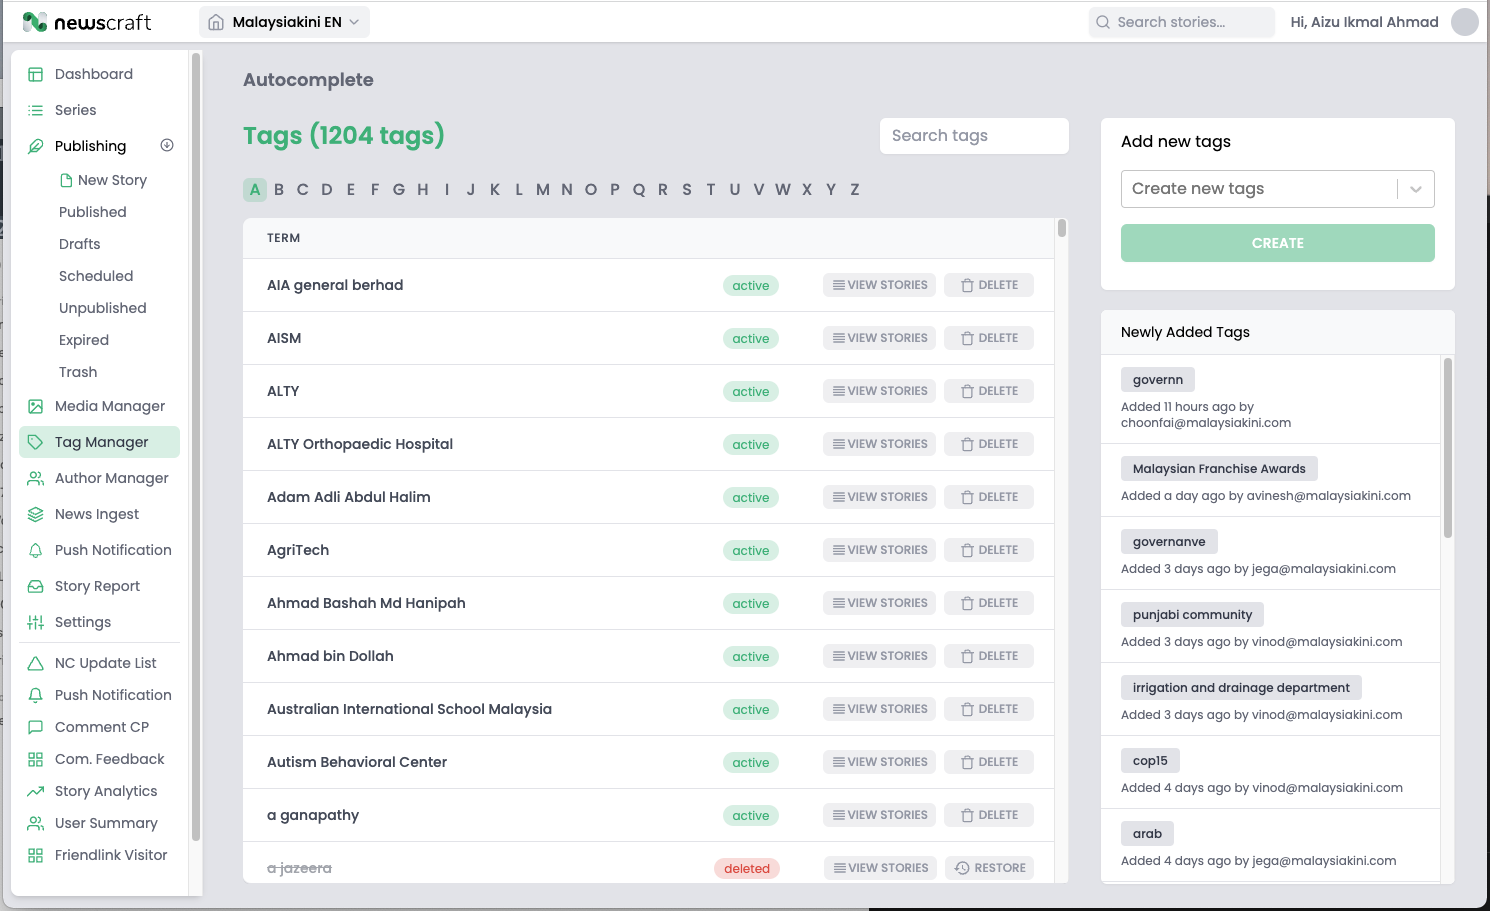 newscraft
Malaysiakini EN
Search stories...
Hi, Aizu Ikmal Ahmad
Dashboard
Series
Publishing
New Story
Published
Drafts
Scheduled
Unpublished
Expired
Trash
Media Manager
Tag Manager
Author Manager
News Ingest
Push Notification
Story Report
Settings
NC Update List
Push Notification
Comment CP
Com. Feedback
Story Analytics
User Summary
Friendlink Visitor
Autocomplete
Tags (1204 tags)
Search tags
A B C D E F G H I J K L M N O P Q R S T U V W X Y Z
TERM
AIA general berhad active VIEW STORIES DELETE
AISM active VIEW STORIES DELETE
ALTY active VIEW STORIES DELETE
ALTY Orthopaedic Hospital active VIEW STORIES DELETE
Adam Adli Abdul Halim active VIEW STORIES DELETE
AgriTech active VIEW STORIES DELETE
Ahmad Bashah Md Hanipah active VIEW STORIES DELETE
Ahmad bin Dollah active VIEW STORIES DELETE
Australian International School Malaysia active VIEW STORIES DELETE
Autism Behavioral Center active VIEW STORIES DELETE
a ganapathy active VIEW STORIES DELETE
a jazeera deleted VIEW STORIES RESTORE
Add new tags
Create new tags
CREATE
Newly Added Tags
governn
Added 11 hours ago by
choonfai@malaysiakini.com
Malaysian Franchise Awards
Added a day ago by avinesh@malaysiakini.com
governanve
Added 3 days ago by jega@malaysiakini.com
punjabi community
Added 3 days ago by vinod@malaysiakini.com
irrigation and drainage department
Added 3 days ago by vinod@malaysiakini.com
cop15
Added 4 days ago by vinod@malaysiakini.com
arab
Added 4 days ago by jega@malaysiakini.com